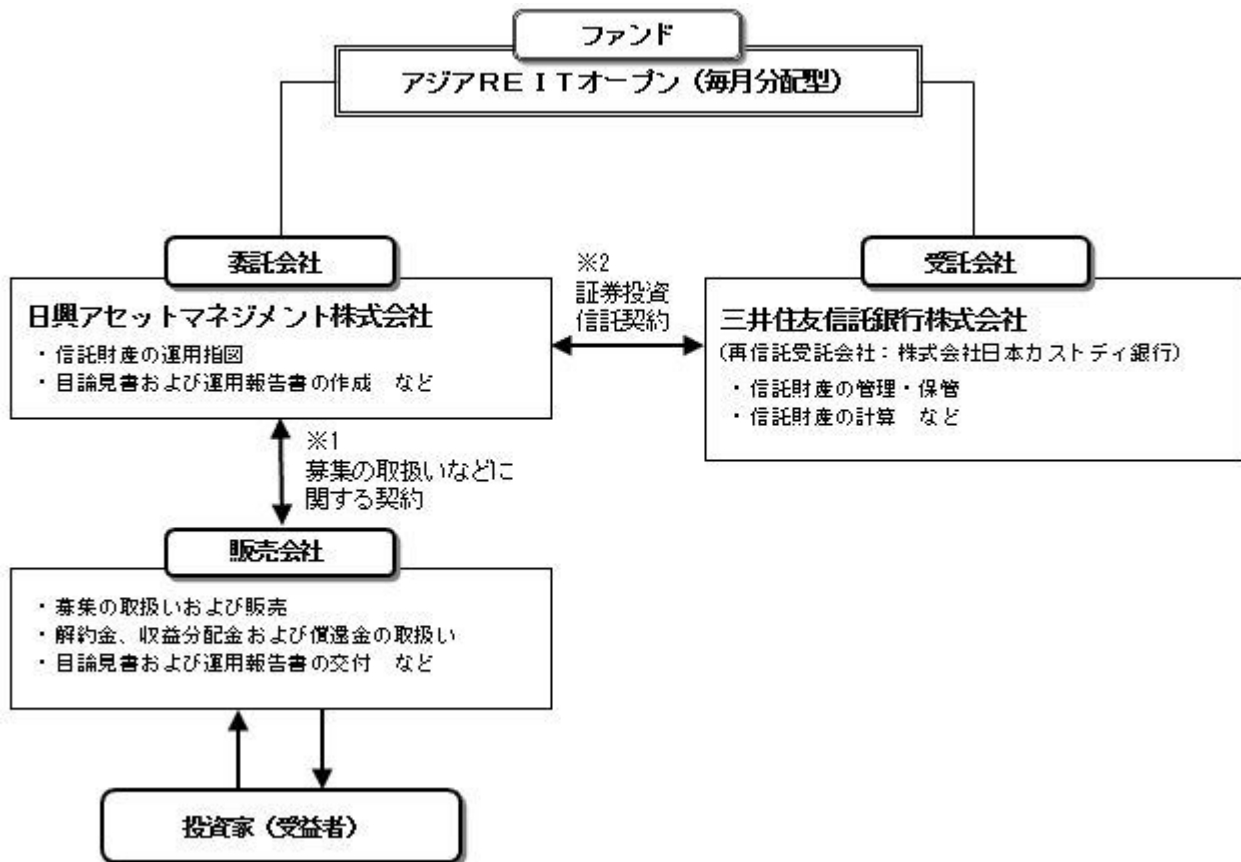 ファンド
アジアREITオープン（毎月分配型）
委託会社
日興アセットマネジメント株式会社
・信託財産の運用指図
・目論見書および運用報告書の作成　など
※2
証券投資
信託契約
受託会社
三井住友信託銀行株式会社
(再信託受託会社：株式会社日本カストディ銀行)
・信託財産の管理・保管
・信託財産の計算　など
※1
募集の取扱いなどに
関する契約
販売会社
・募集の取扱いおよび販売
・解約金、収益分配金および償還金の取扱い
・目論見書および運用報告書の交付　など
投資家（受益者）